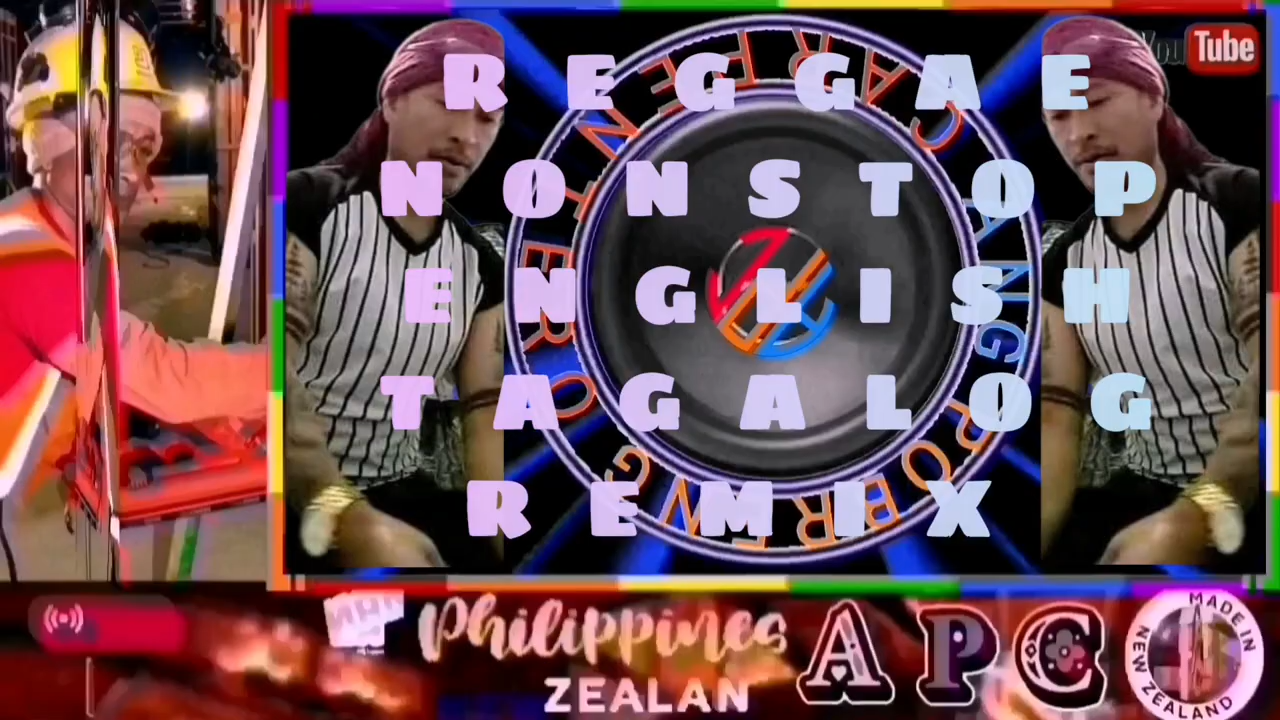 REGGAE
NONSTOP
ENGLISH
TAGALOG
REMIX
YouTube
Philippines
ZEALAN
APC
MADE IN
NEW ZEALAND